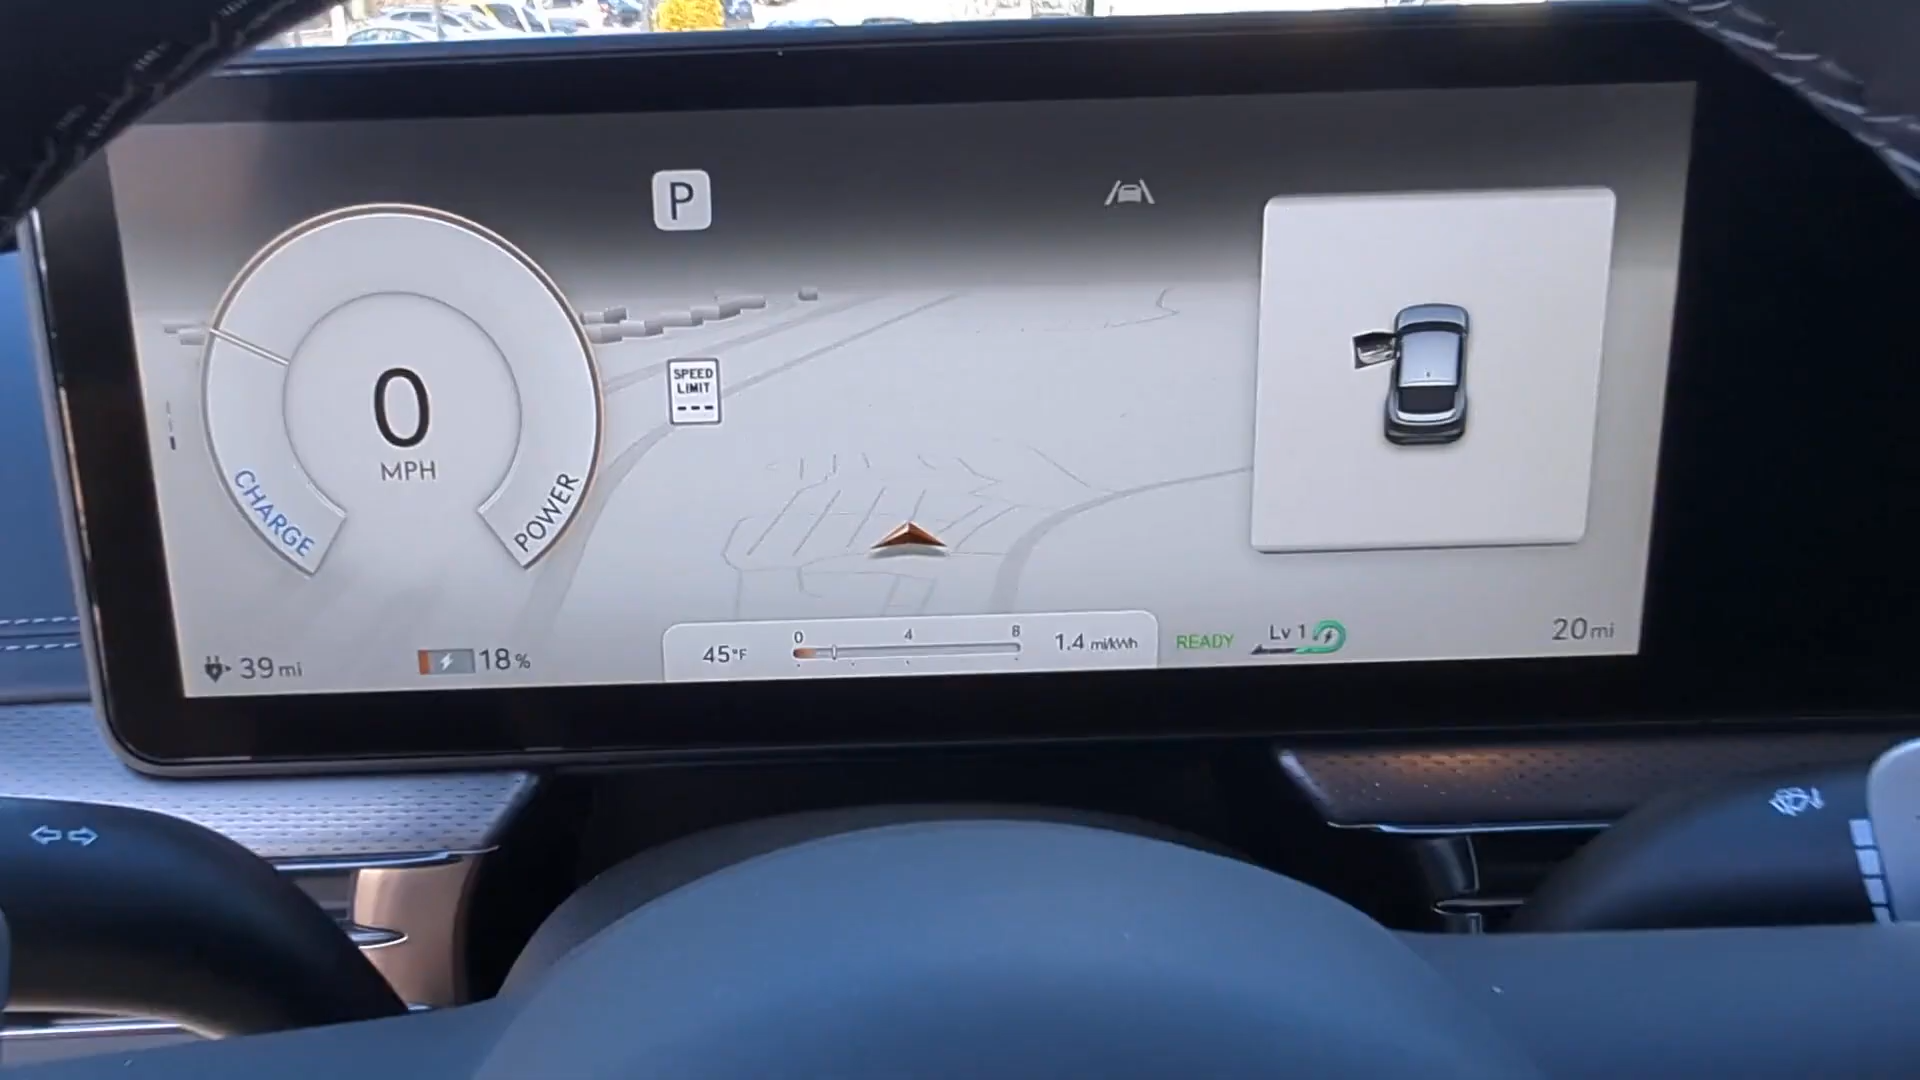 P
SPEED
LIMIT
---
0
MPH
CHARGE
POWER
39 mi
18 %
45°F
0 4 8
1.4 mi/kWh
READY
Lv 1
20 mi